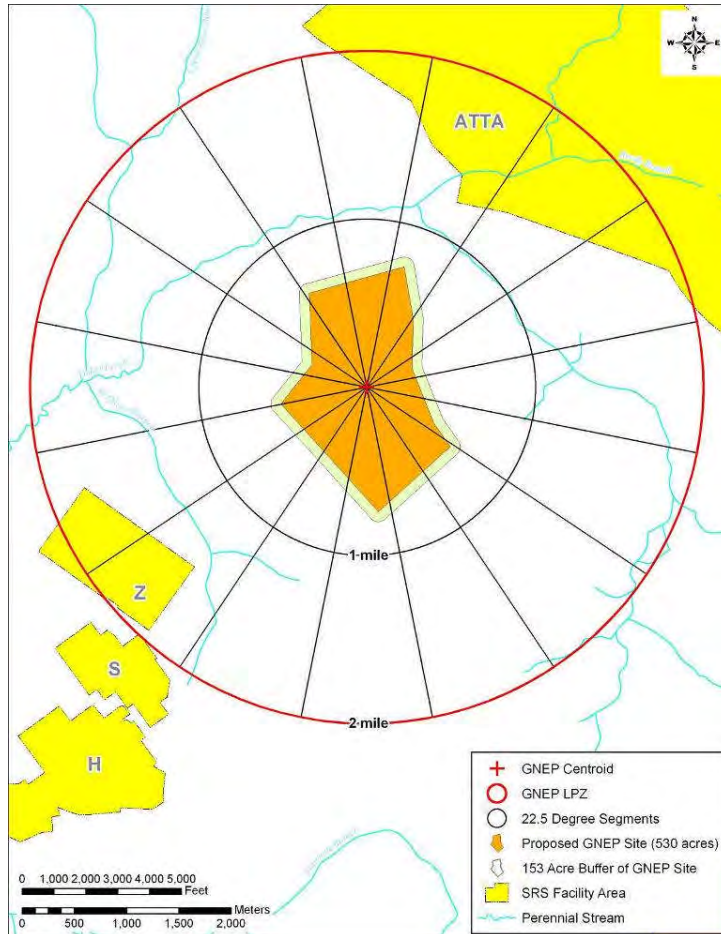 N
W E
S
ATTA
1 mile
Z
S
2 mile
H
GNEP Centroid
GNEP LPZ
22.5 Degree Segments
Proposed GNEP Site (530 acres)
153 Acre Buffer of GNEP Site
SRS Facility Area
Perennial Stream
0 1,000 2,000 3,000 4,000 5,000
Feet
Meters
0 500 1,000 1,500 2,000